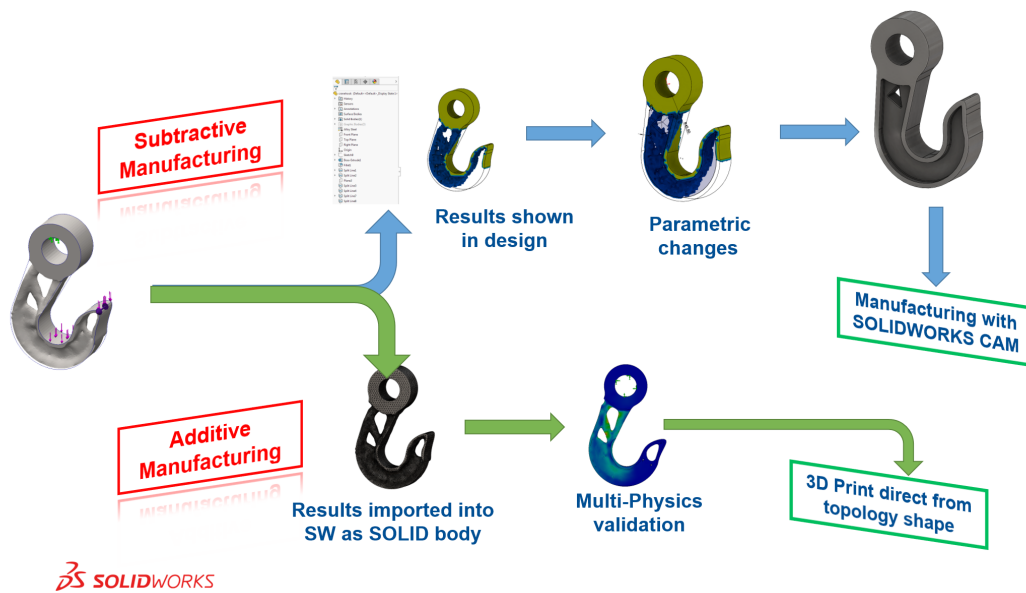 Subtractive
Manufacturing
Results shown
in design
Parametric
changes
Manufacturing with
SOLIDWORKS CAM
Additive
Manufacturing
Results imported into
SW as SOLID body
Multi-Physics
validation
3D Print direct from
topology shape
SOLIDWORKS